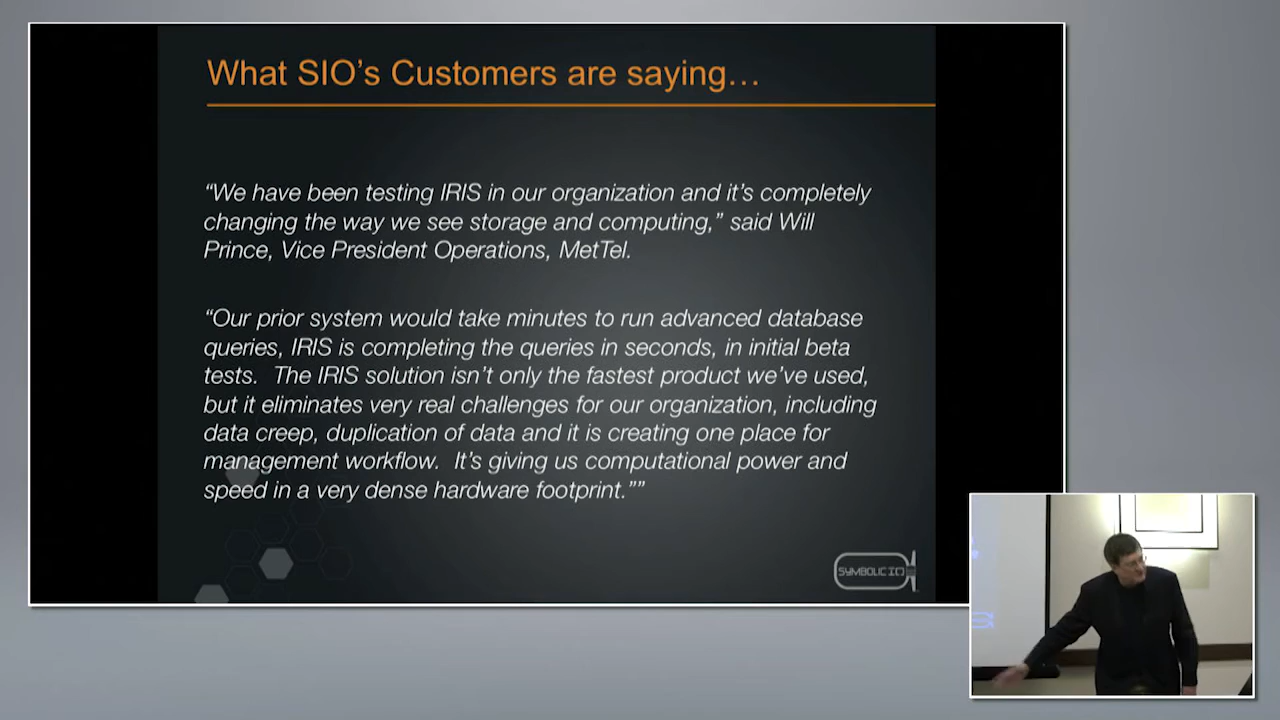 What SIO’s Customers are saying…
“We have been testing IRIS in our organization and it’s completely
changing the way we see storage and computing,” said Will
Prince, Vice President Operations, MetTel.
“Our prior system would take minutes to run advanced database
queries, IRIS is completing the queries in seconds, in initial beta
tests.  The IRIS solution isn’t only the fastest product we’ve used,
but it eliminates very real challenges for our organization, including
data creep, duplication of data and it is creating one place for
management workflow.  It’s giving us computational power and
speed in a very dense hardware footprint.””
SYMBOLIC IO